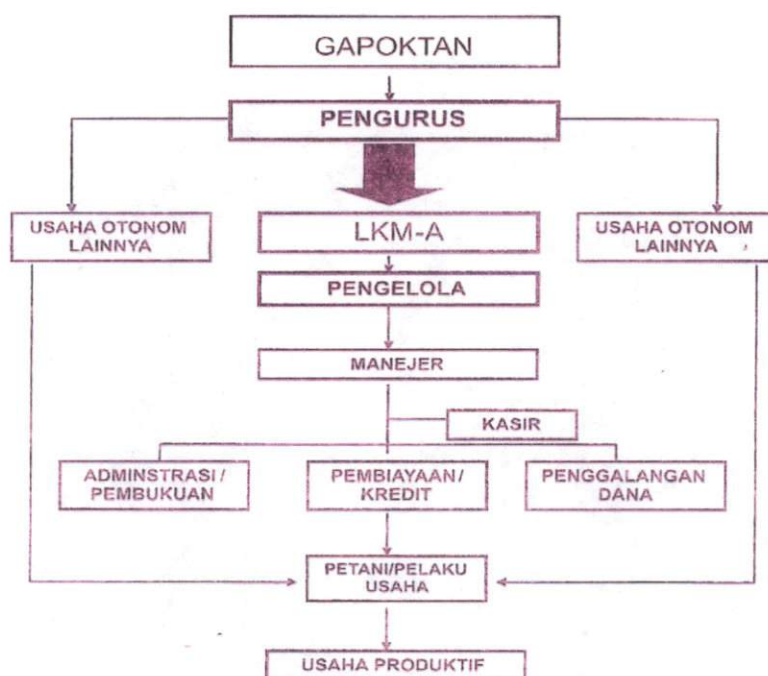 GAPOKTAN
PENGURUS
USAHA OTONOM
LAINNYA
LKM-A
USAHA OTONOM
LAINNYA
PENGELOLA
MANEJER
KASIR
ADMINSTRASI /
PEMBUKUAN
PEMBIAYAAN/
KREDIT
PENGGALANGAN
DANA
PETANI/PELAKU
USAHA
USAHA PRODUKTIF